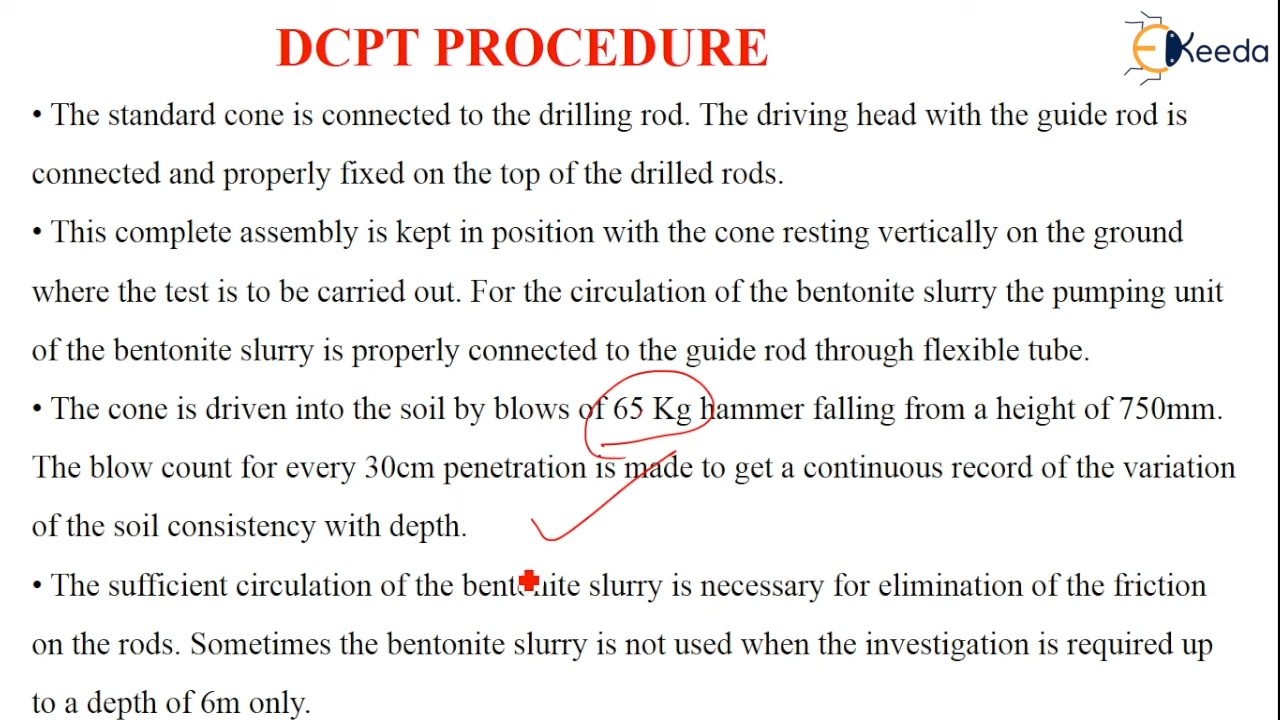 DCPT PROCEDURE
Keeda
• The standard cone is connected to the drilling rod. The driving head with the guide rod is
connected and properly fixed on the top of the drilled rods.
• This complete assembly is kept in position with the cone resting vertically on the ground
where the test is to be carried out. For the circulation of the bentonite slurry the pumping unit
of the bentonite slurry is properly connected to the guide rod through flexible tube.
• The cone is driven into the soil by blows of 65 Kg hammer falling from a height of 750mm.
The blow count for every 30cm penetration is made to get a continuous record of the variation
of the soil consistency with depth.
• The sufficient circulation of the bentonite slurry is necessary for elimination of the friction
on the rods. Sometimes the bentonite slurry is not used when the investigation is required up
to a depth of 6m only.